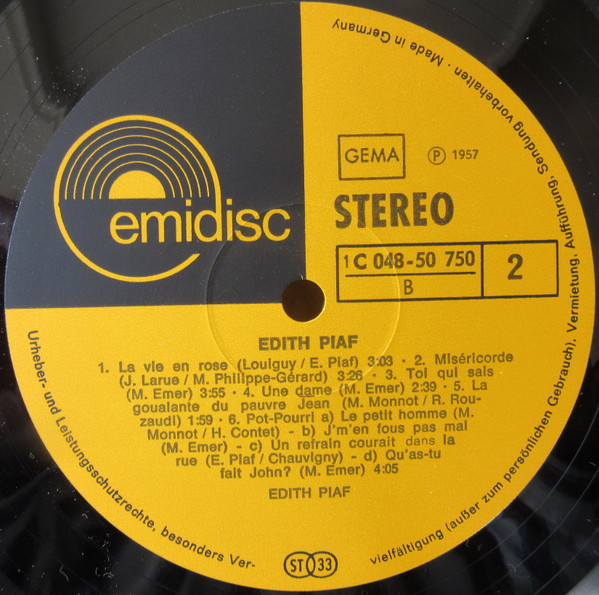 emidisc
GEMA
℗ 1957
STEREO
1C 048-50 750
B
2
EDITH PIAF
1. La vie en rose (Louiguy / E. Piaf) 3:03 · 2. Miséricorde
(J. Larue / M. Philippe-Gérard) 3:26 · 3. Toi qui sais
(M. Emer) 3:55 · 4. Une dame (M. Emer) 2:39 · 5. La
goualante du pauvre Jean (M. Monnot / R. Rou-
zaudi) 1:59 · 6. Pot-Pourri a) Le petit homme (M.
Monnot / H. Contet) - b) J'm'en fous pas mal
(M. Emer) - c) Un refrain courait dans la
rue (E. Piaf / Chauvigny) - d) Qu'as-tu
fait John? (M. Emer) 4:05
EDITH PIAF
ST 33
Urheber- und Leistungsschutzrechte, besonders Ver-
vielfältigung (außer zum persönlichen Gebrauch), Vermietung, Aufführung, Sendung vorbehalten · Made in Germany